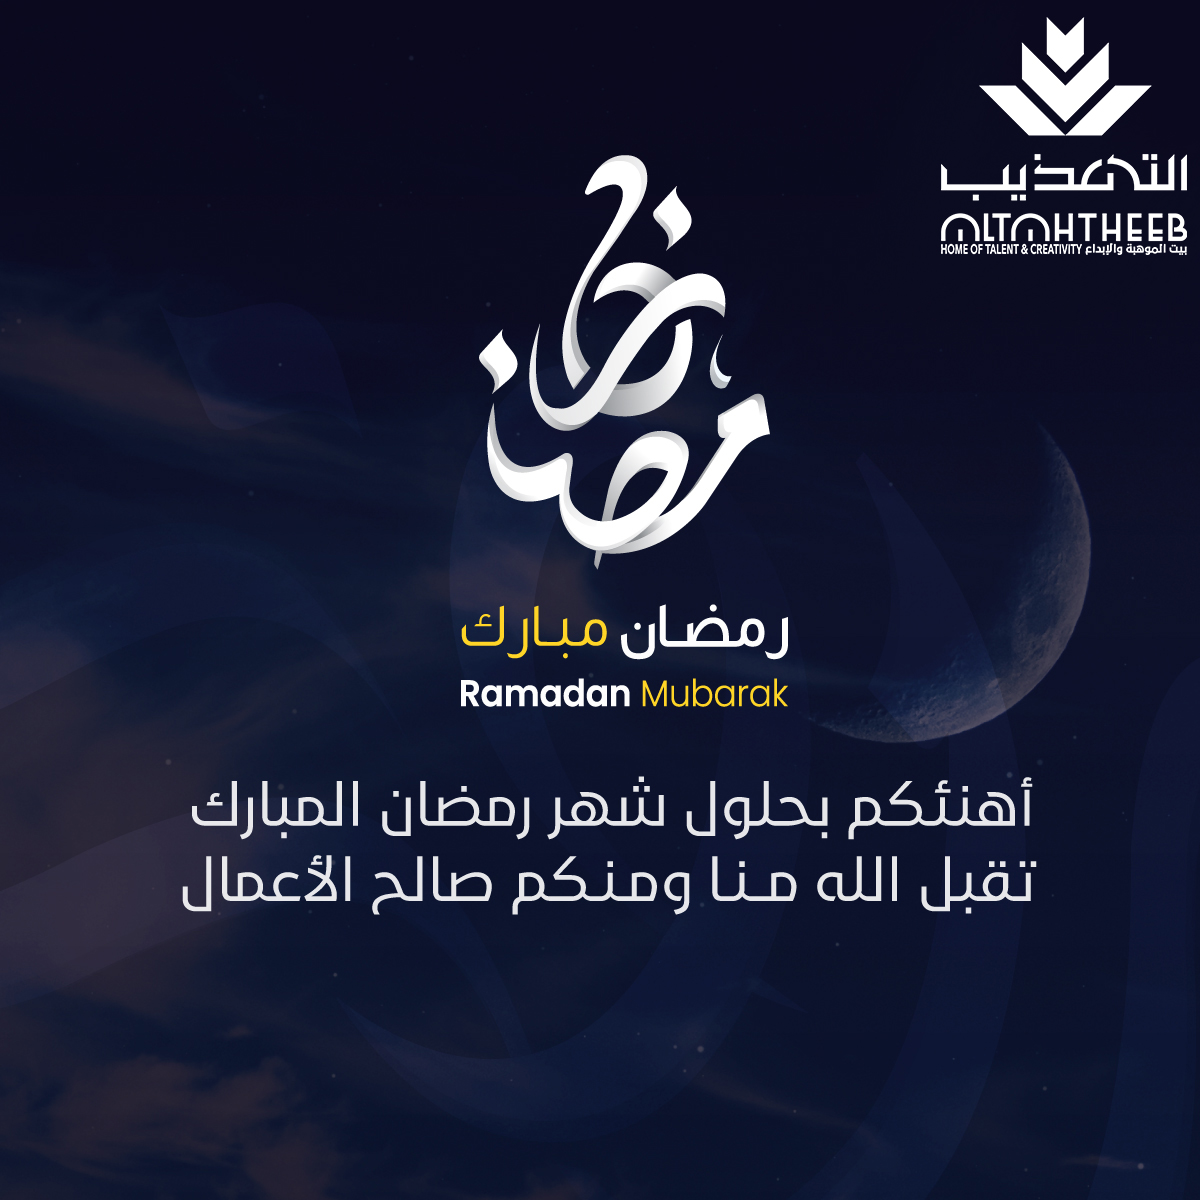 التهذيب
ALTAHTHEEB
HOME OF TALENT & CREATIVITY بيت الموهبة والإبداع
رمضان
رمضان مبارك
Ramadan Mubarak
أهنئكم بحلول شهر رمضان المبارك
تقبل الله منا ومنكم صالح الأعمال